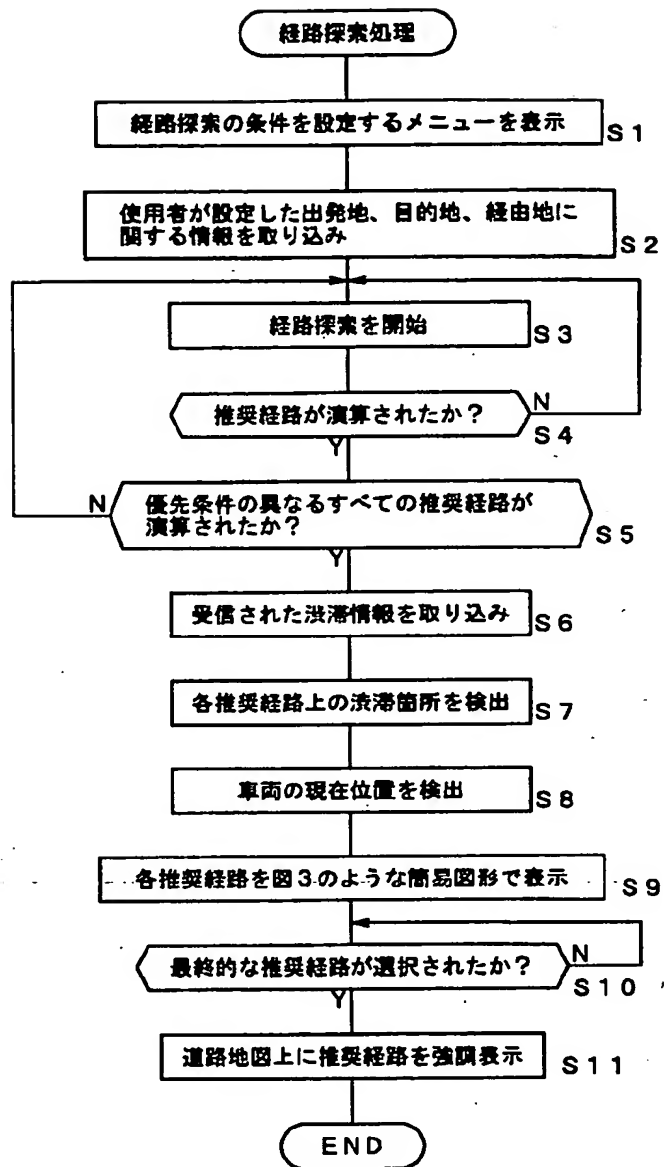 経路探索処理
経路探索の条件を設定するメニューを表示
S1
使用者が設定した出発地、目的地、経由地に
関する情報を取り込み
S2
経路探索を開始
S3
推奨経路が演算されたか？
N
S4
Y
N
優先条件の異なるすべての推奨経路が
演算されたか？
S5
Y
受信された渋滞情報を取り込み
S6
各推奨経路上の渋滞箇所を検出
S7
車両の現在位置を検出
S8
各推奨経路を図3のような簡易図形で表示
S9
最終的な推奨経路が選択されたか？
N
S10
Y
道路地図上に推奨経路を強調表示
S11
END